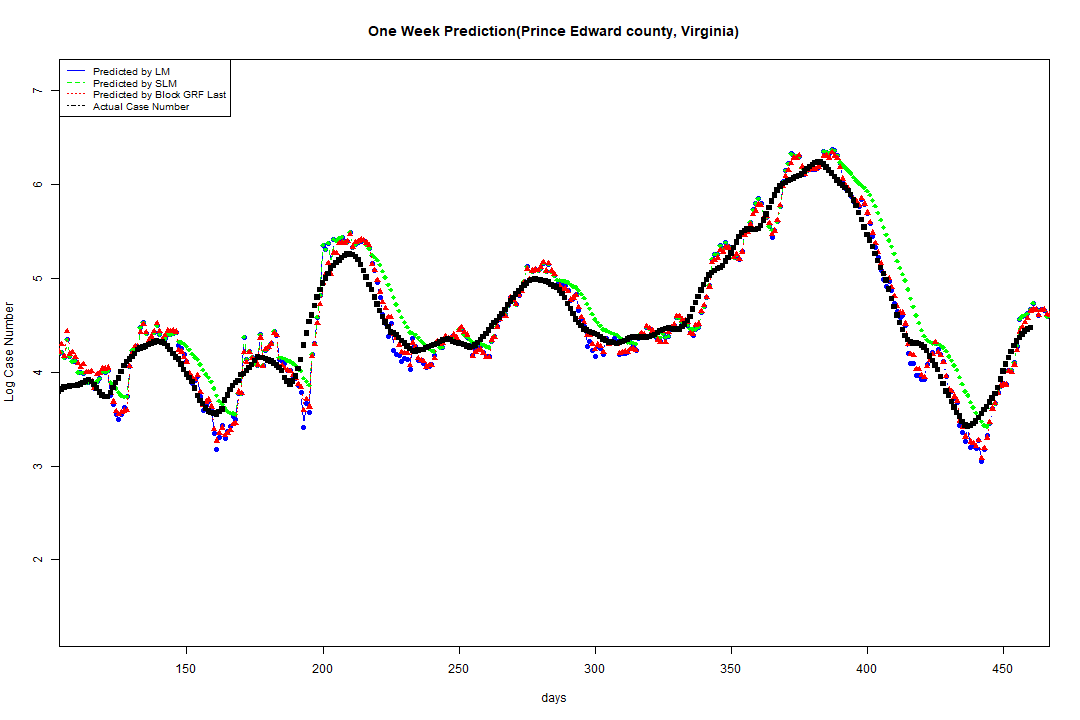 One Week Prediction(Prince Edward county, Virginia)
Predicted by LM
Predicted by SLM
Predicted by Block GRF Last
Actual Case Number
7
6
5
4
3
2
Log Case Number
150 200 250 300 350 400 450
days